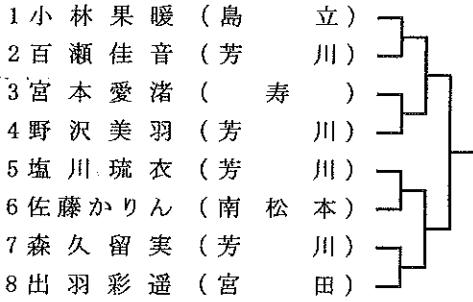 1 小林果暖 (島立)
2 百瀬佳音 (芳川)
3 宮本愛渚 (寿)
4 野沢美羽 (芳川)
5 塩川琉衣 (芳川)
6 佐藤かりん (南松本)
7 森久留実 (芳川)
8 出羽彩遥 (宮田)